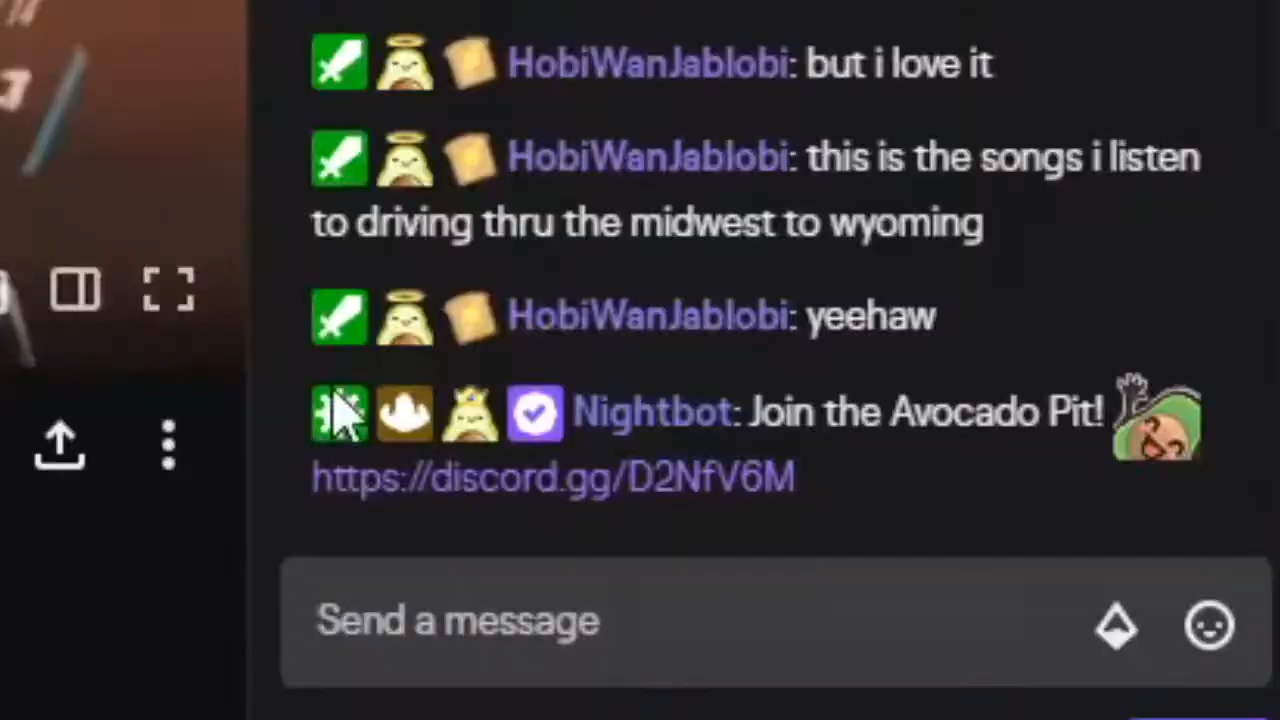 HobiWanJablobi: but i love it
HobiWanJablobi: this is the songs i listen
to driving thru the midwest to wyoming
HobiWanJablobi: yeehaw
Nightbot: Join the Avocado Pit!
https://discord.gg/D2NfV6M
Send a message